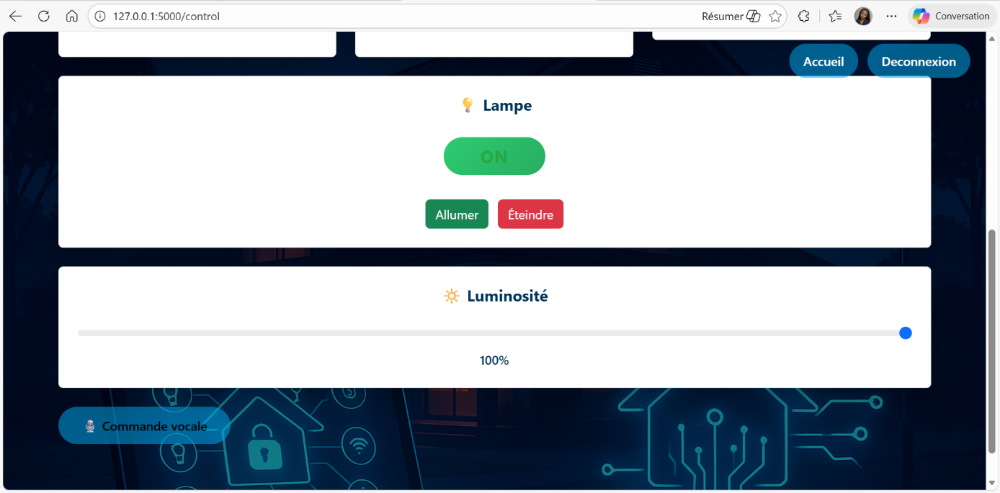 127.0.0.1:5000/control
Résumer
Conversation
Accueil
Deconnexion
Lampe
ON
Allumer
Éteindre
Luminosité
100%
Commande vocale